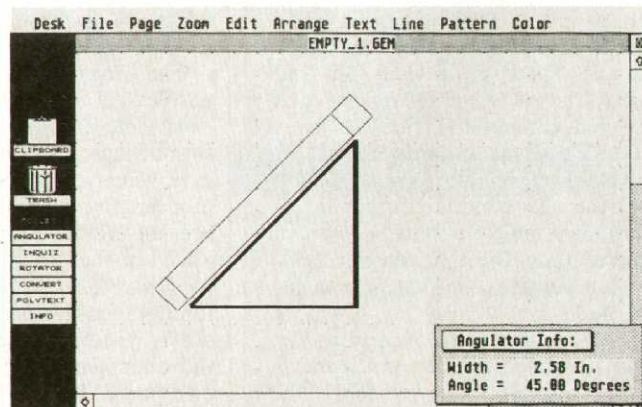 Desk File Page Zoom Edit Arrange Text Line Pattern Color
EMPTY_1.GEM
CLIPBOARD
TRASH
ANGULATOR
INQUIZ
ROTATOR
CONVERT
POLYTEXT
INFO
Angulator Info:
Width = 2.58 In.
Angle = 45.00 Degrees